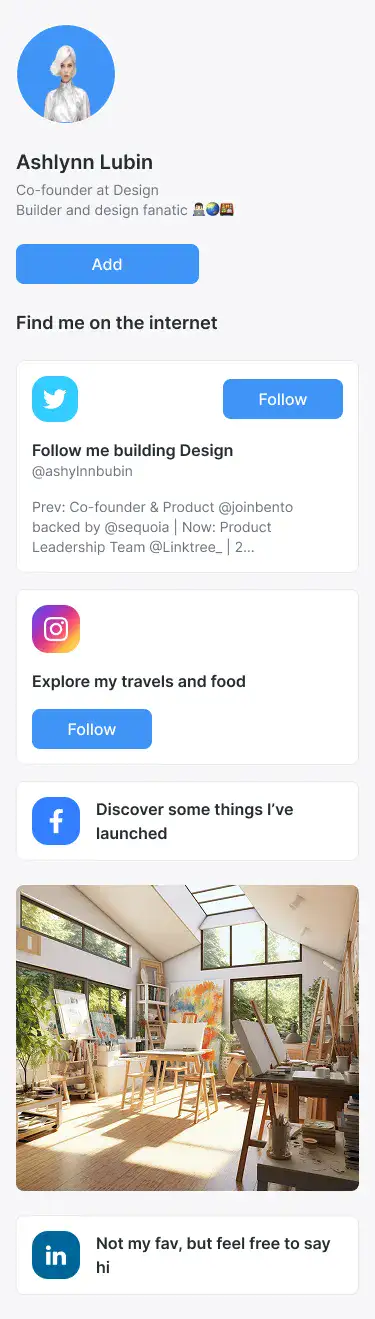 Ashlynn Lubin
Co-founder at Design
Builder and design fanatic 👨🏻‍💻🌏🍱
Add
Find me on the internet
Follow
Follow me building Design
@ashylnnbubin
Prev: Co-founder & Product @joinbento
backed by @sequoia | Now: Product
Leadership Team @Linktree_ | 2...
Explore my travels and food
Follow
Discover some things I’ve
launched
in
Not my fav, but feel free to say
hi